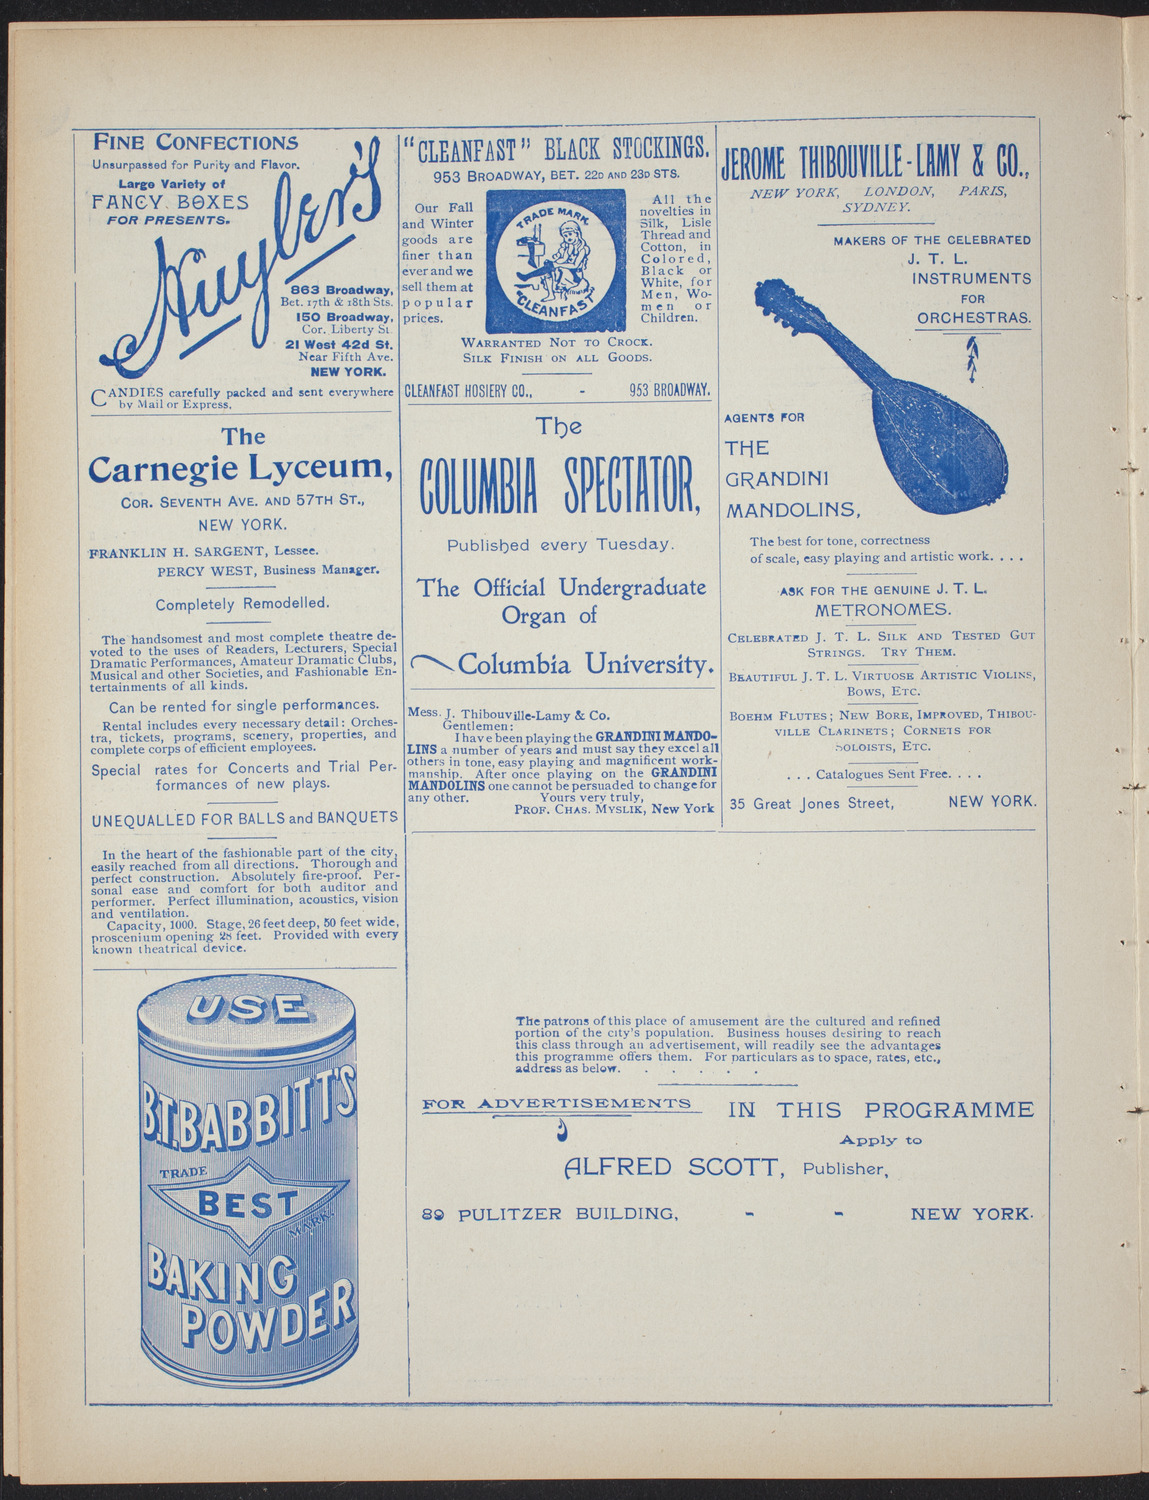 FINE CONFECTIONS
Unsurpassed for Purity and Flavor.
Large Variety of
FANCY BOXES
FOR PRESENTS.
Huyler's
863 Broadway,
Bet. 17th & 18th Sts.
150 Broadway,
Cor. Liberty St.
21 West 42d St.
Near Fifth Ave.
NEW YORK.
CANDIES carefully packed and sent everywhere
by Mail or Express.
The
Carnegie Lyceum,
COR. SEVENTH AVE. AND 57TH ST.,
NEW YORK.
FRANKLIN H. SARGENT, Lessee.
PERCY WEST, Business Manager.
Completely Remodelled.
The handsomest and most complete theatre de-
voted to the uses of Readers, Lecturers, Special
Dramatic Performances, Amateur Dramatic Clubs,
Musical and other Societies, and Fashionable En-
tertainments of all kinds.
Can be rented for single performances.
Rental includes every necessary detail: Orches-
tra, tickets, programs, scenery, properties, and
complete corps of efficient employees.
Special rates for Concerts and Trial Per-
formances of new plays.
UNEQUALLED FOR BALLS and BANQUETS
In the heart of the fashionable part of the city,
easily reached from all directions. Thorough and
perfect construction. Absolutely fire-proof. Per-
sonal ease and comfort for both auditor and
performer. Perfect illumination, acoustics, vision
and ventilation.
Capacity, 1000. Stage, 26 feet deep, 50 feet wide,
proscenium opening 28 feet. Provided with every
known theatrical device.
USE
B.T. BABBITT'S
TRADE
BEST
MARK.
BAKING
POWDER
"CLEANFAST" BLACK STOCKINGS.
953 BROADWAY, BET. 22D AND 23D STS.
Our Fall
and Winter
goods are
finer than
ever and we
sell them at
popular
prices.
TRADE MARK
"CLEANFAST"
All the
novelties in
Silk, Lisle
Thread and
Cotton, in
Colored,
Black or
White, for
Men, Wo-
men or
Children.
WARRANTED NOT TO CROCK.
SILK FINISH ON ALL GOODS.
CLEANFAST HOSIERY CO., - 953 BROADWAY.
The
COLUMBIA SPECTATOR,
Published every Tuesday.
The Official Undergraduate
Organ of
Columbia University.
Mess. J. Thibouville-Lamy & Co.
Gentlemen:
I have been playing the GRANDINI MANDO-
LINS a number of years and must say they excel all
others in tone, easy playing and magnificent work-
manship. After once playing on the GRANDINI
MANDOLINS one cannot be persuaded to change for
any other. Yours very truly,
PROF. CHAS. MYSLIK, New York
JEROME THIBOUVILLE-LAMY & CO.,
NEW YORK, LONDON, PARIS,
SYDNEY.
MAKERS OF THE CELEBRATED
J. T. L.
INSTRUMENTS
FOR
ORCHESTRAS.
AGENTS FOR
THE
GRANDINI
MANDOLINS,
The best for tone, correctness
of scale, easy playing and artistic work. . . .
ASK FOR THE GENUINE J. T. L.
METRONOMES.
CELEBRATED J. T. L. SILK AND TESTED GUT
STRINGS. TRY THEM.
BEAUTIFUL J. T. L. VIRTUOSE ARTISTIC VIOLINS,
BOWS, ETC.
BOEHM FLUTES; NEW BORE, IMPROVED, THIBOU-
VILLE CLARINETS; CORNETS FOR
SOLOISTS, ETC.
. . . Catalogues Sent Free. . . .
35 Great Jones Street, NEW YORK.
The patrons of this place of amusement are the cultured and refined
portion of the city's population. Business houses desiring to reach
this class through an advertisement, will readily see the advantages
this programme offers them. For particulars as to space, rates, etc.,
address as below. . . . . .
FOR ADVERTISEMENTS IN THIS PROGRAMME
Apply to
ALFRED SCOTT, Publisher,
89 PULITZER BUILDING, - - NEW YORK.